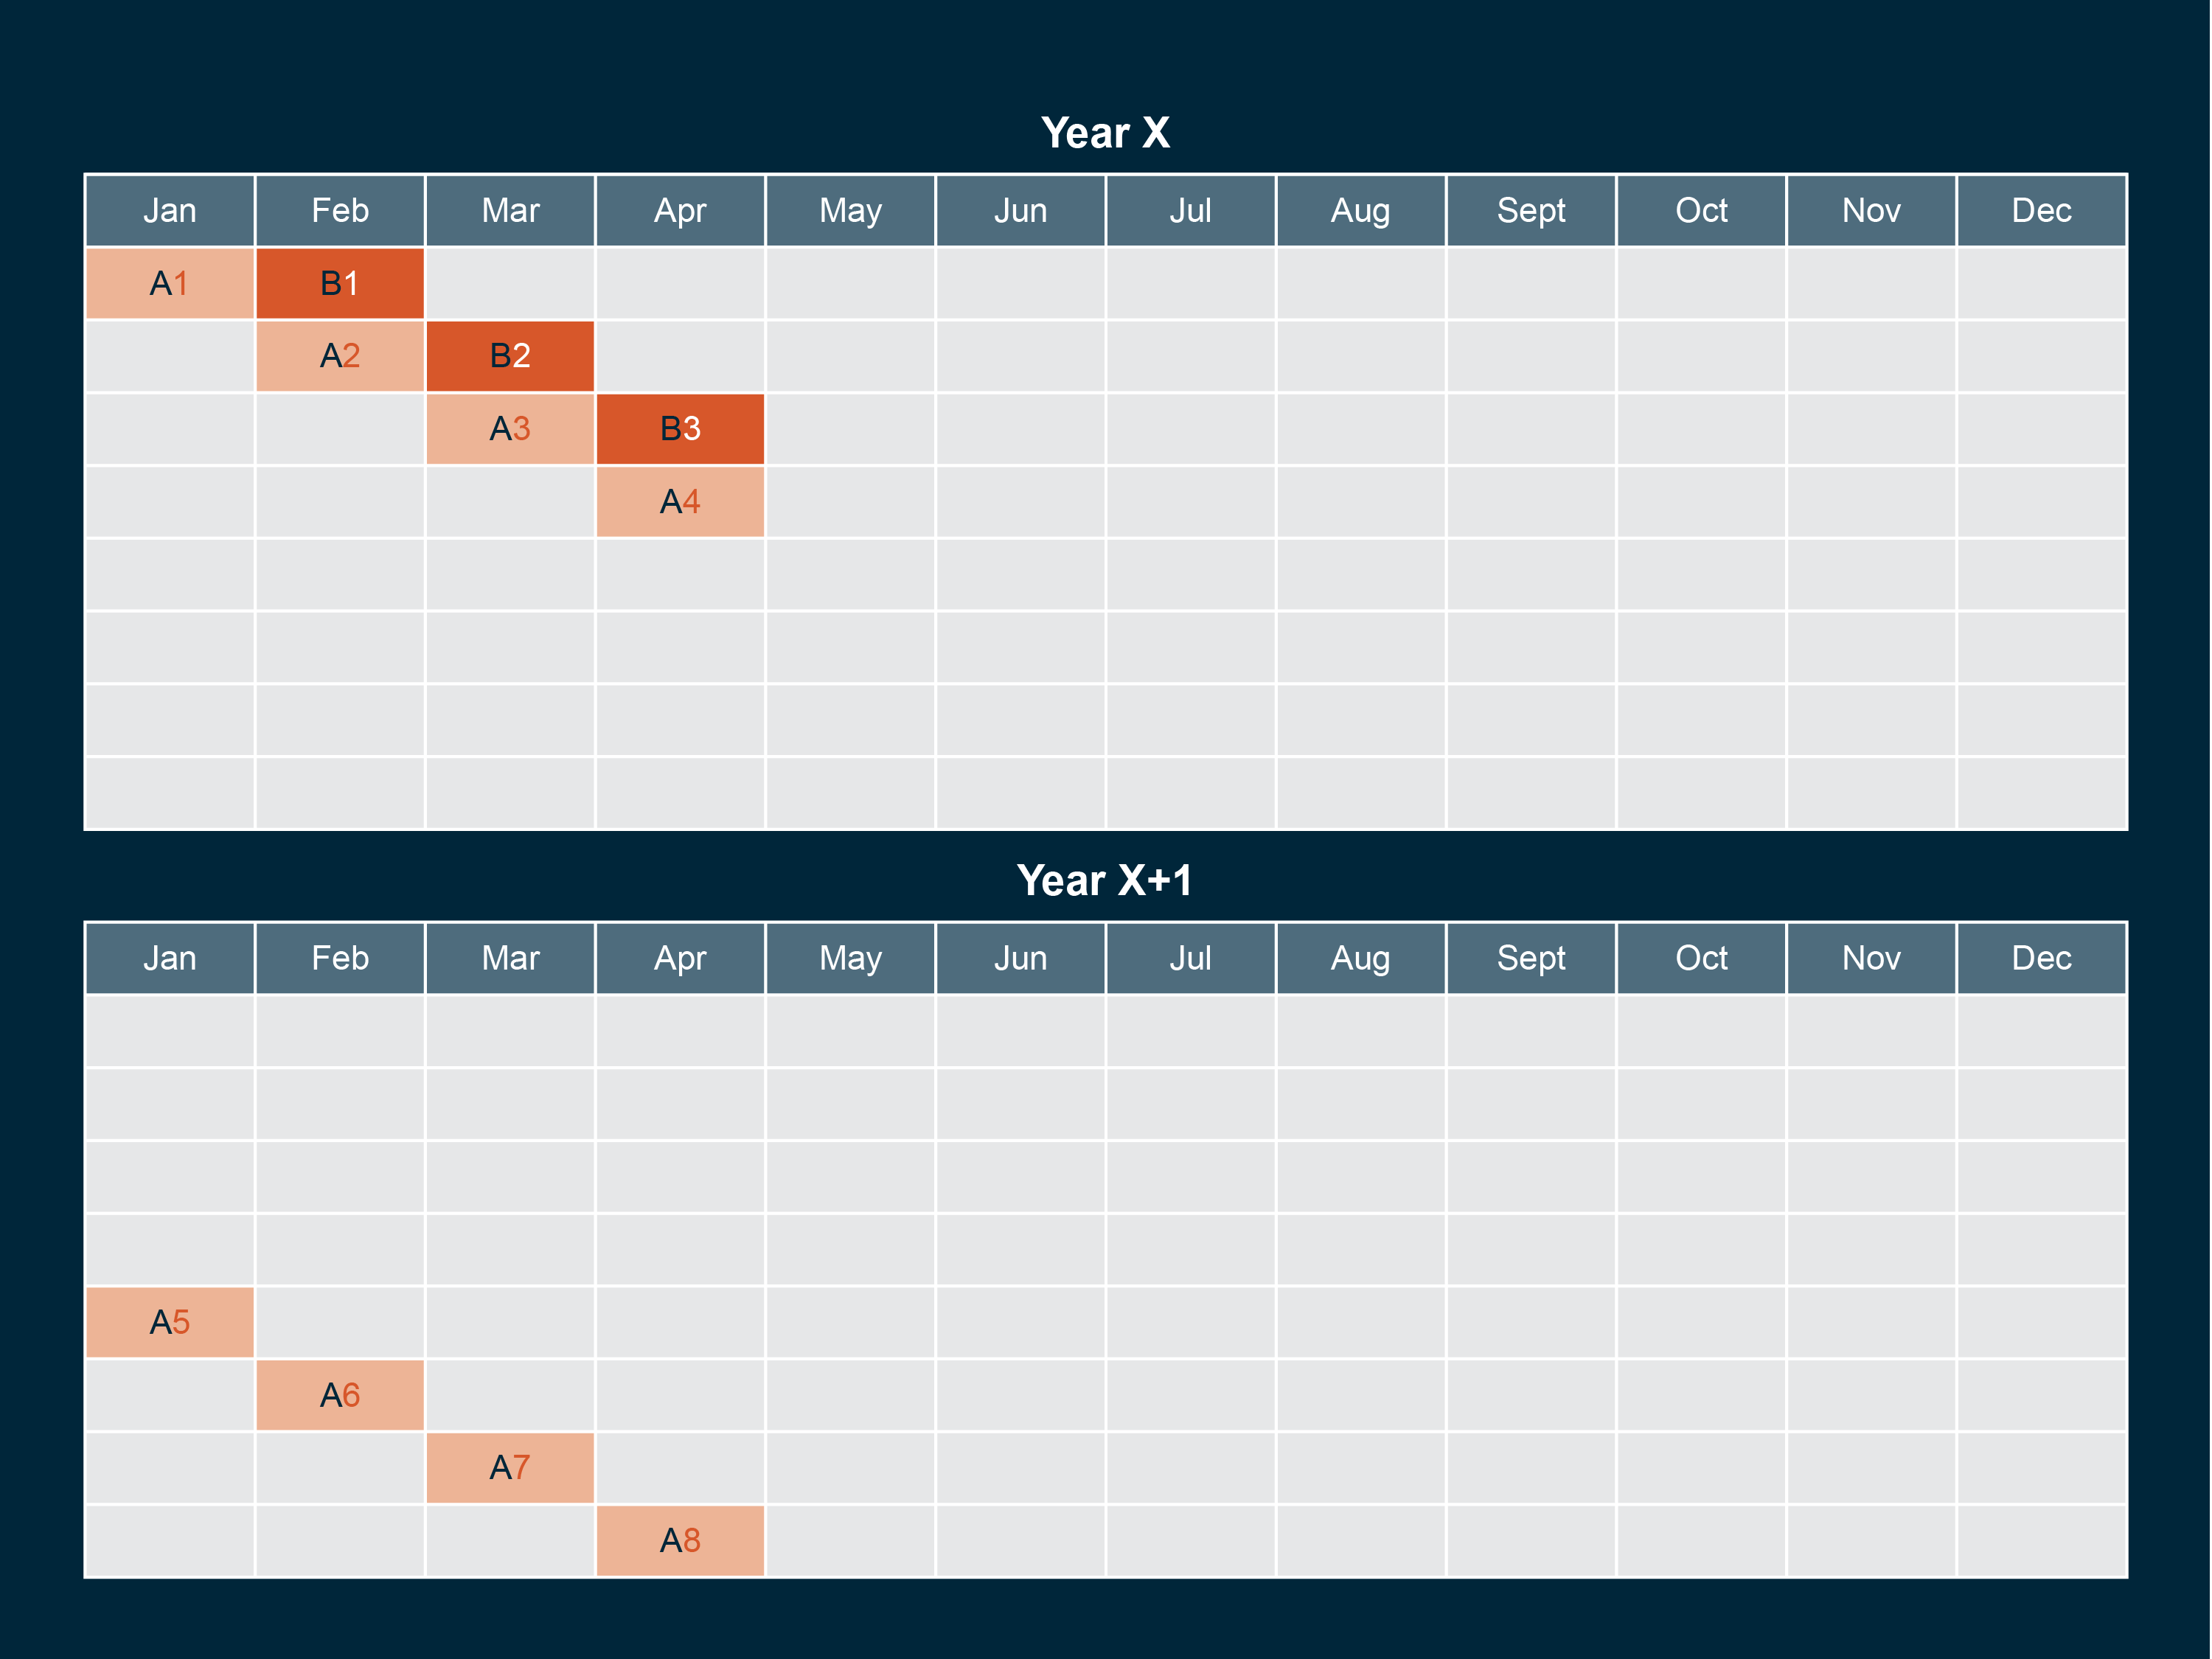 Year X
Jan Feb Mar Apr May Jun Jul Aug Sept Oct Nov Dec
A1 B1
A2 B2
A3 B3
A4
Year X+1
Jan Feb Mar Apr May Jun Jul Aug Sept Oct Nov Dec
A5
A6
A7
A8